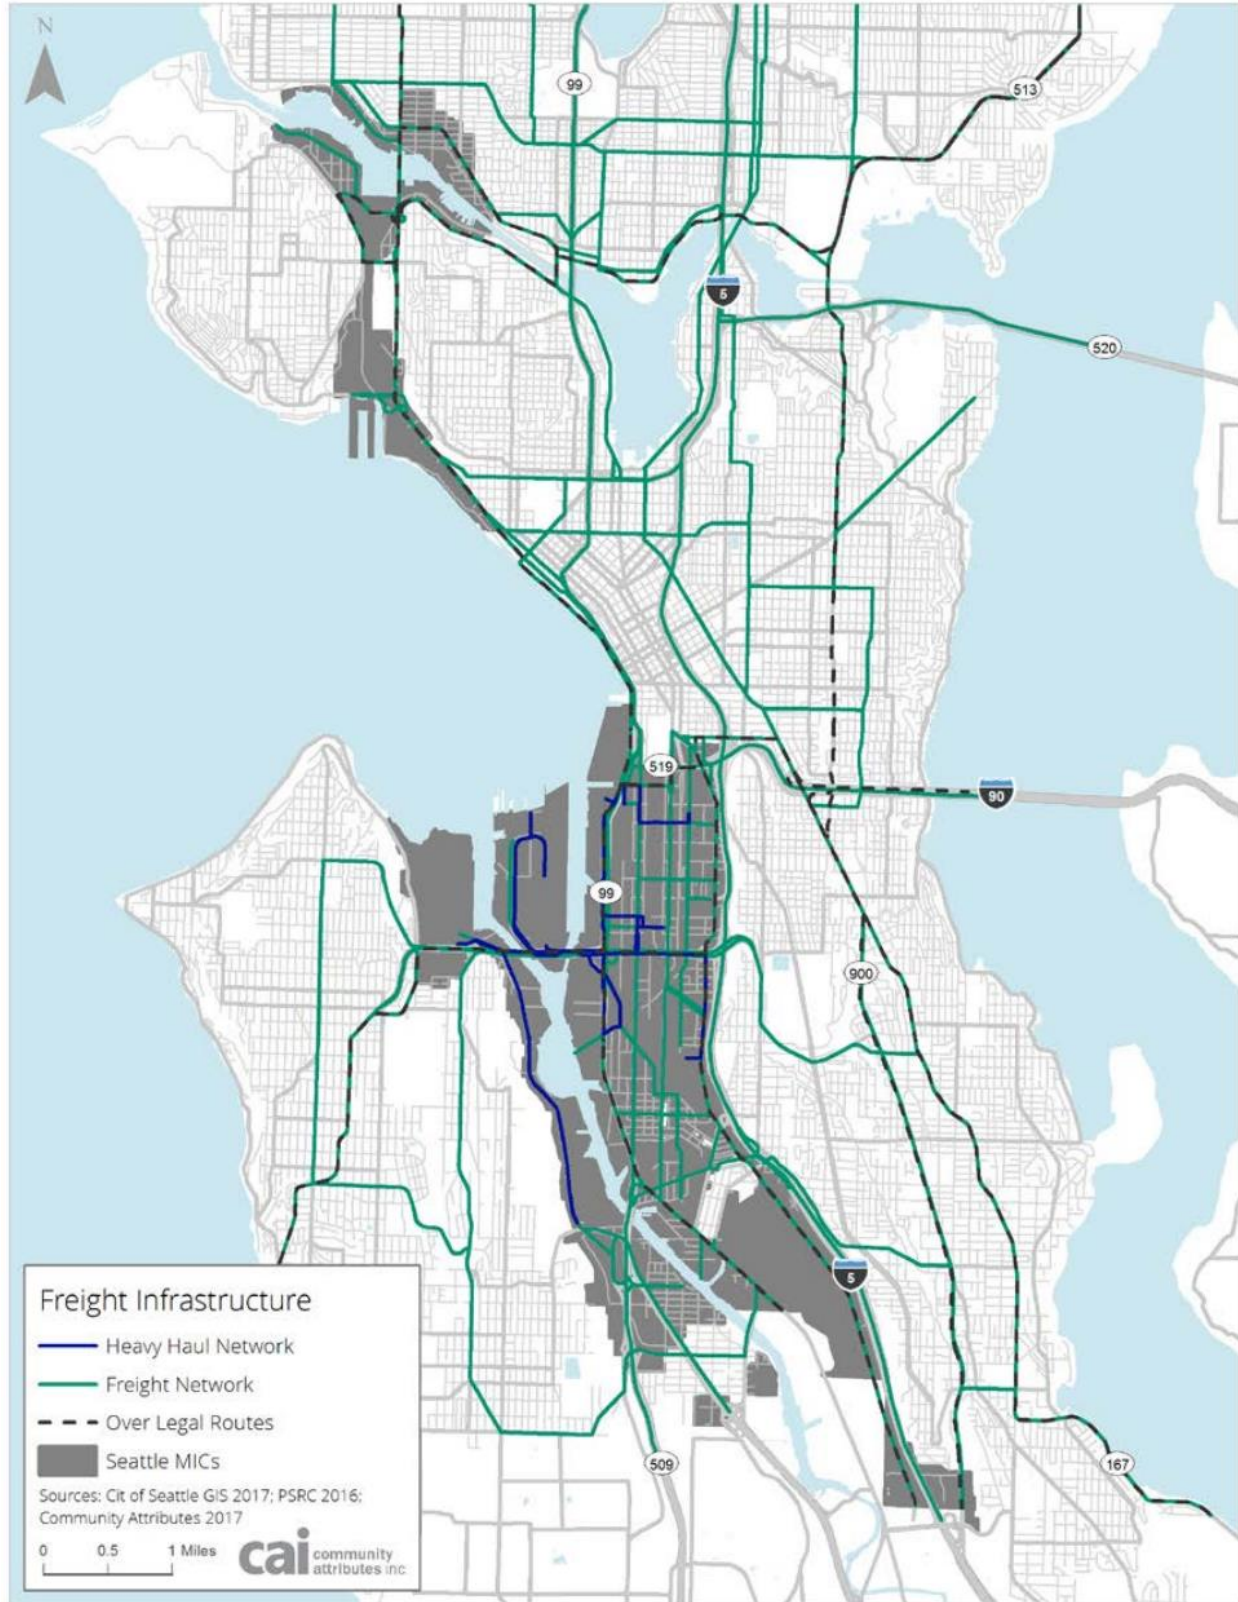 N
99
513
5
520
519
90
99
900
5
509
167
Freight Infrastructure
Heavy Haul Network
Freight Network
Over Legal Routes
Seattle MICs
Sources: Cit of Seattle GIS 2017; PSRC 2016;
Community Attributes 2017
0 0.5 1 Miles
cai community
attributes inc